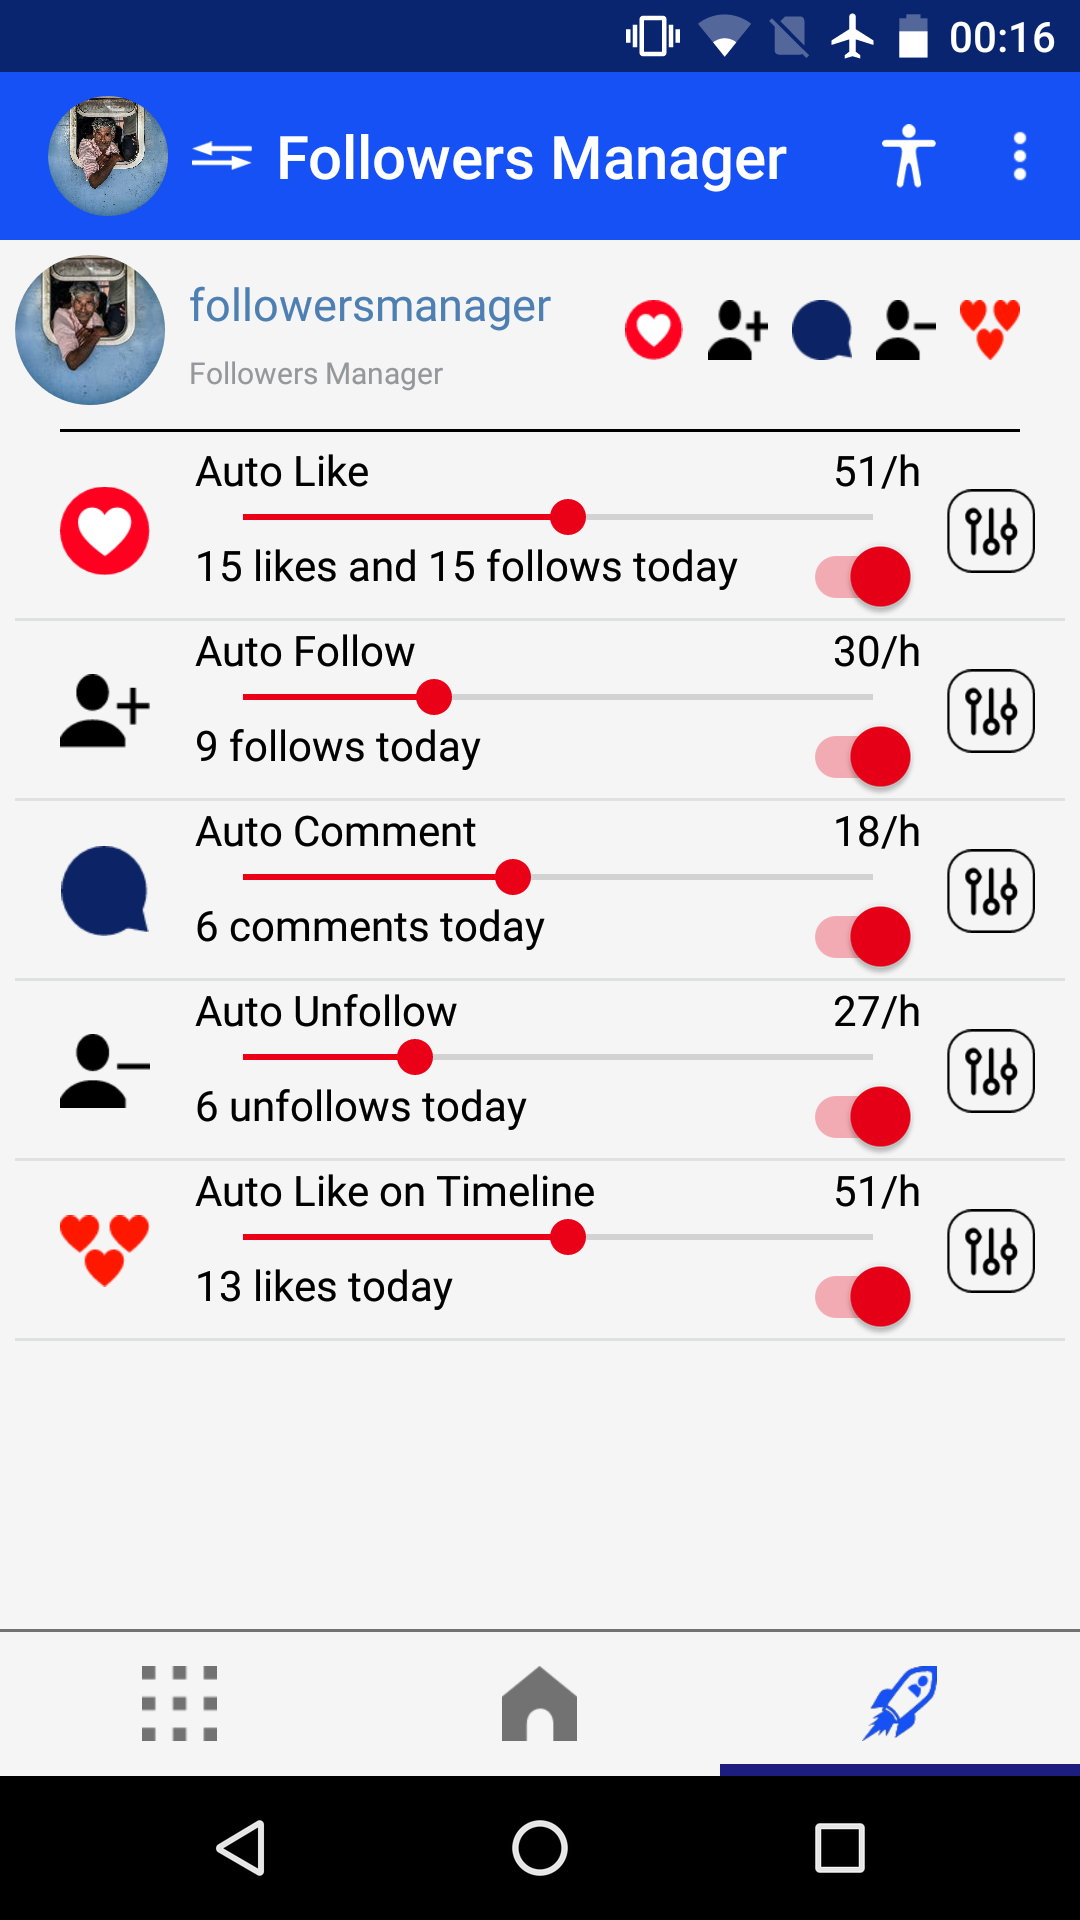 00:16
Followers Manager
followersmanager
Followers Manager
Auto Like 51/h
15 likes and 15 follows today
Auto Follow 30/h
9 follows today
Auto Comment 18/h
6 comments today
Auto Unfollow 27/h
6 unfollows today
Auto Like on Timeline 51/h
13 likes today